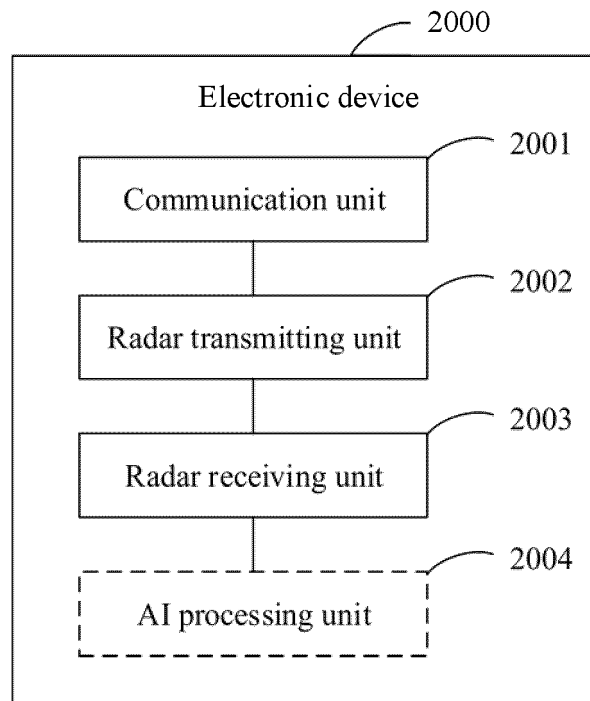 2000
Electronic device
2001
Communication unit
2002
Radar transmitting unit
2003
Radar receiving unit
2004
AI processing unit